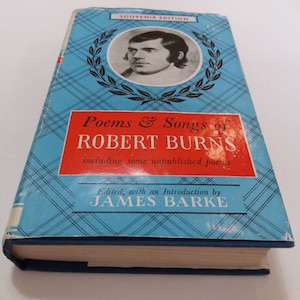 SOUVENIR EDITION
Poems & Songs of
ROBERT BURNS
including some unpublished poems
Edited, with an Introduction by
JAMES BARKE